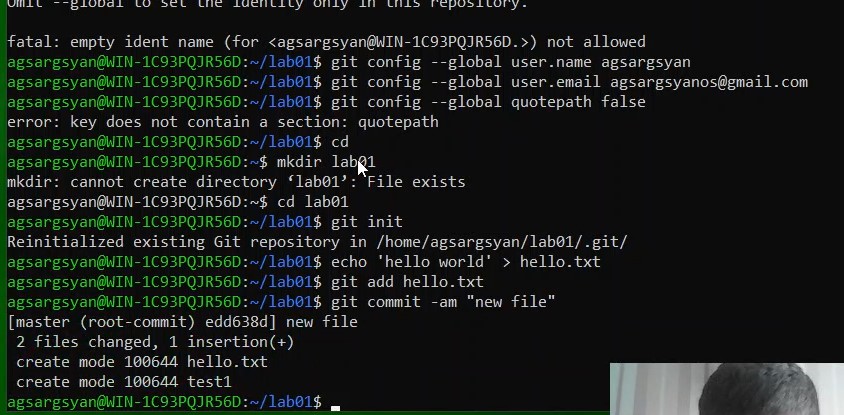 Omit --global to set the identity only in this repository.
fatal: empty ident name (for <agsargsyan@WIN-1C93PQJR56D.>) not allowed
agsargsyan@WIN-1C93PQJR56D:~/lab01$ git config --global user.name agsargsyan
agsargsyan@WIN-1C93PQJR56D:~/lab01$ git config --global user.email agsargsyanos@gmail.com
agsargsyan@WIN-1C93PQJR56D:~/lab01$ git config --global quotepath false
error: key does not contain a section: quotepath
agsargsyan@WIN-1C93PQJR56D:~/lab01$ cd
agsargsyan@WIN-1C93PQJR56D:~$ mkdir lab01
mkdir: cannot create directory ‘lab01’: File exists
agsargsyan@WIN-1C93PQJR56D:~$ cd lab01
agsargsyan@WIN-1C93PQJR56D:~/lab01$ git init
Reinitialized existing Git repository in /home/agsargsyan/lab01/.git/
agsargsyan@WIN-1C93PQJR56D:~/lab01$ echo 'hello world' > hello.txt
agsargsyan@WIN-1C93PQJR56D:~/lab01$ git add hello.txt
agsargsyan@WIN-1C93PQJR56D:~/lab01$ git commit -am "new file"
[master (root-commit) edd638d] new file
 2 files changed, 1 insertion(+)
 create mode 100644 hello.txt
 create mode 100644 test1
agsargsyan@WIN-1C93PQJR56D:~/lab01$